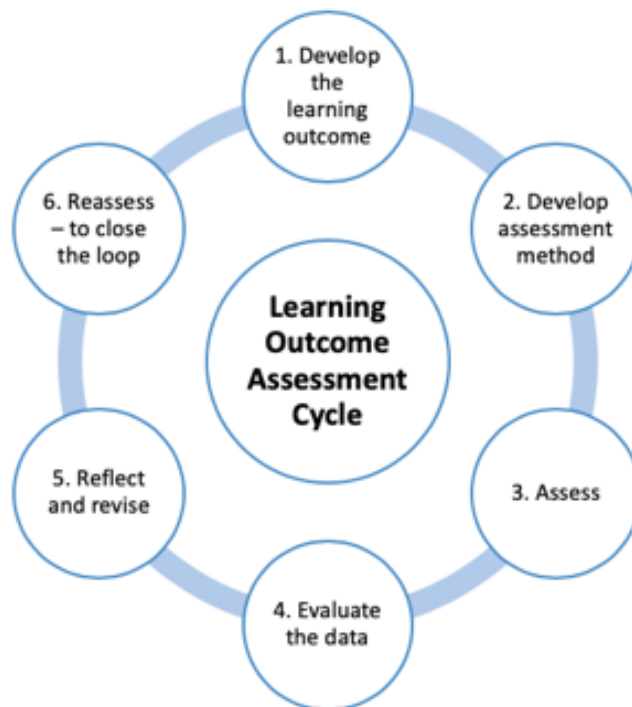 1. Develop
the
learning
outcome
6. Reassess
– to close
the loop
2. Develop
assessment
method
Learning
Outcome
Assessment
Cycle
5. Reflect
and revise
3. Assess
4. Evaluate
the data